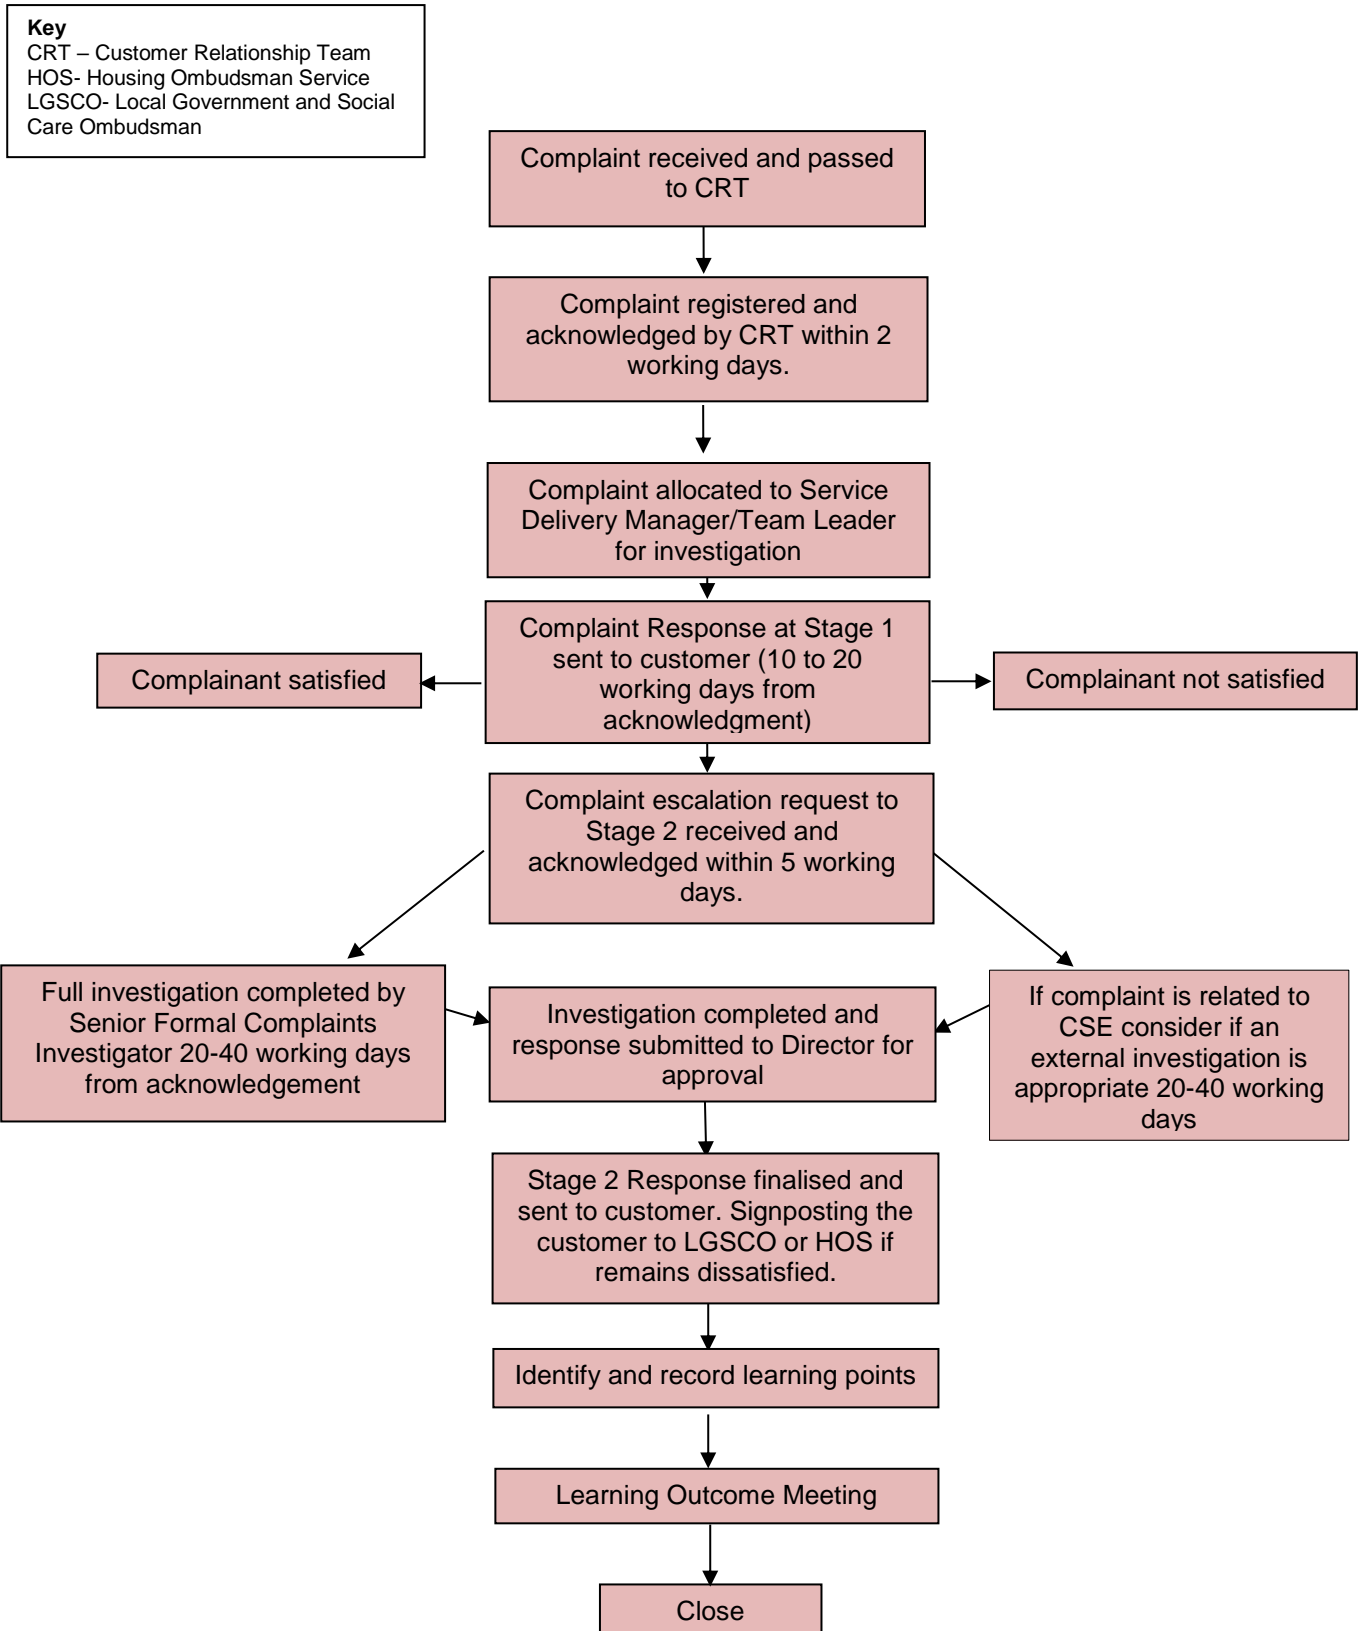 Key
CRT – Customer Relationship Team
HOS- Housing Ombudsman Service
LGSCO- Local Government and Social
Care Ombudsman
Complaint received and passed
to CRT
Complaint registered and
acknowledged by CRT within 2
working days.
Complaint allocated to Service
Delivery Manager/Team Leader
for investigation
Complaint Response at Stage 1
sent to customer (10 to 20
working days from
acknowledgment)
Complainant satisfied
Complainant not satisfied
Complaint escalation request to
Stage 2 received and
acknowledged within 5 working
days.
Full investigation completed by
Senior Formal Complaints
Investigator 20-40 working days
from acknowledgement
Investigation completed and
response submitted to Director for
approval
If complaint is related to
CSE consider if an
external investigation is
appropriate 20-40 working
days
Stage 2 Response finalised and
sent to customer. Signposting the
customer to LGSCO or HOS if
remains dissatisfied.
Identify and record learning points
Learning Outcome Meeting
Close